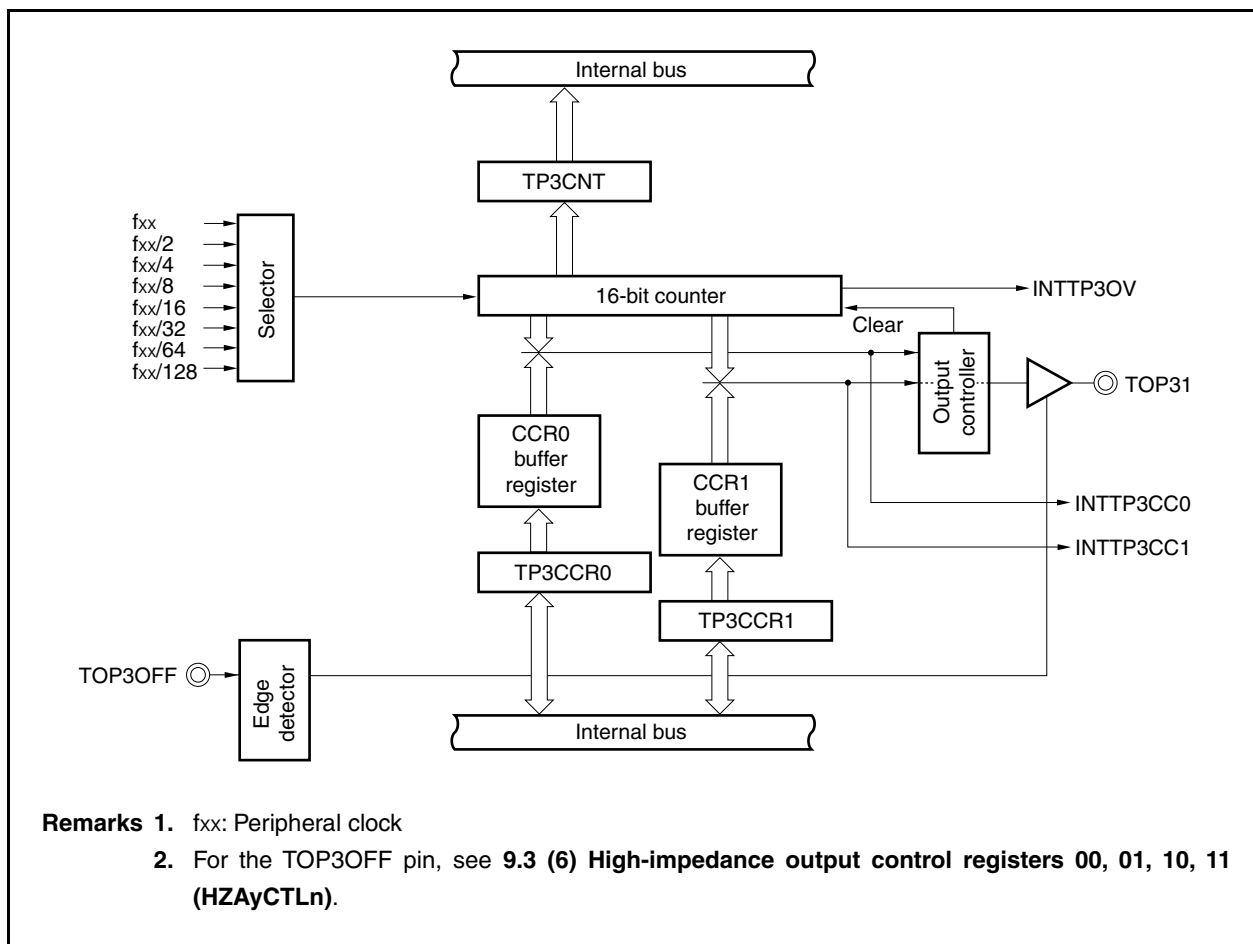 Internal bus
TP3CNT
fxx
fxx/2
fxx/4
fxx/8
fxx/16
fxx/32
fxx/64
fxx/128
Selector
16-bit counter
INTTP3OV
Clear
Output
controller
TOP31
CCR0
buffer
register
CCR1
buffer
register
INTTP3CC0
INTTP3CC1
TP3CCR0
TP3CCR1
TOP3OFF
Edge
detector
Internal bus
Remarks 1. fxx: Peripheral clock
2. For the TOP3OFF pin, see 9.3 (6) High-impedance output control registers 00, 01, 10, 11
(HZAyCTLn).